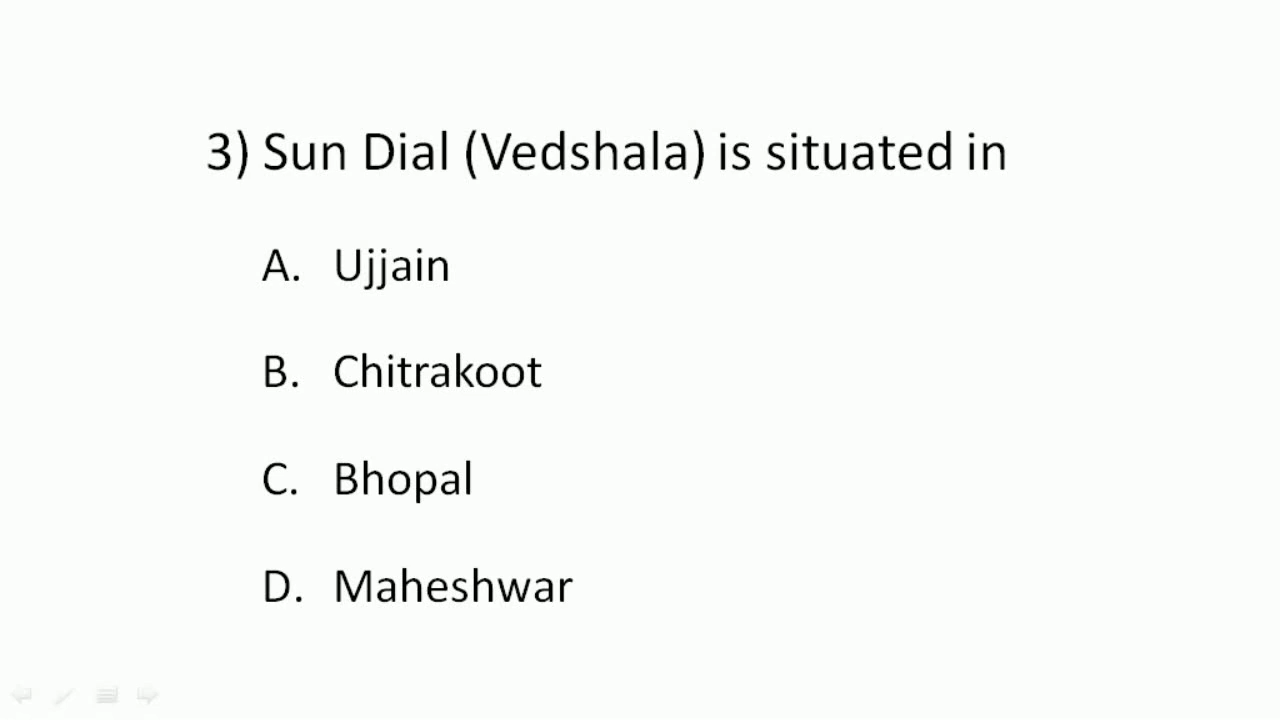 3) Sun Dial (Vedshala) is situated in
A. Ujjain
B. Chitrakoot
C. Bhopal
D. Maheshwar